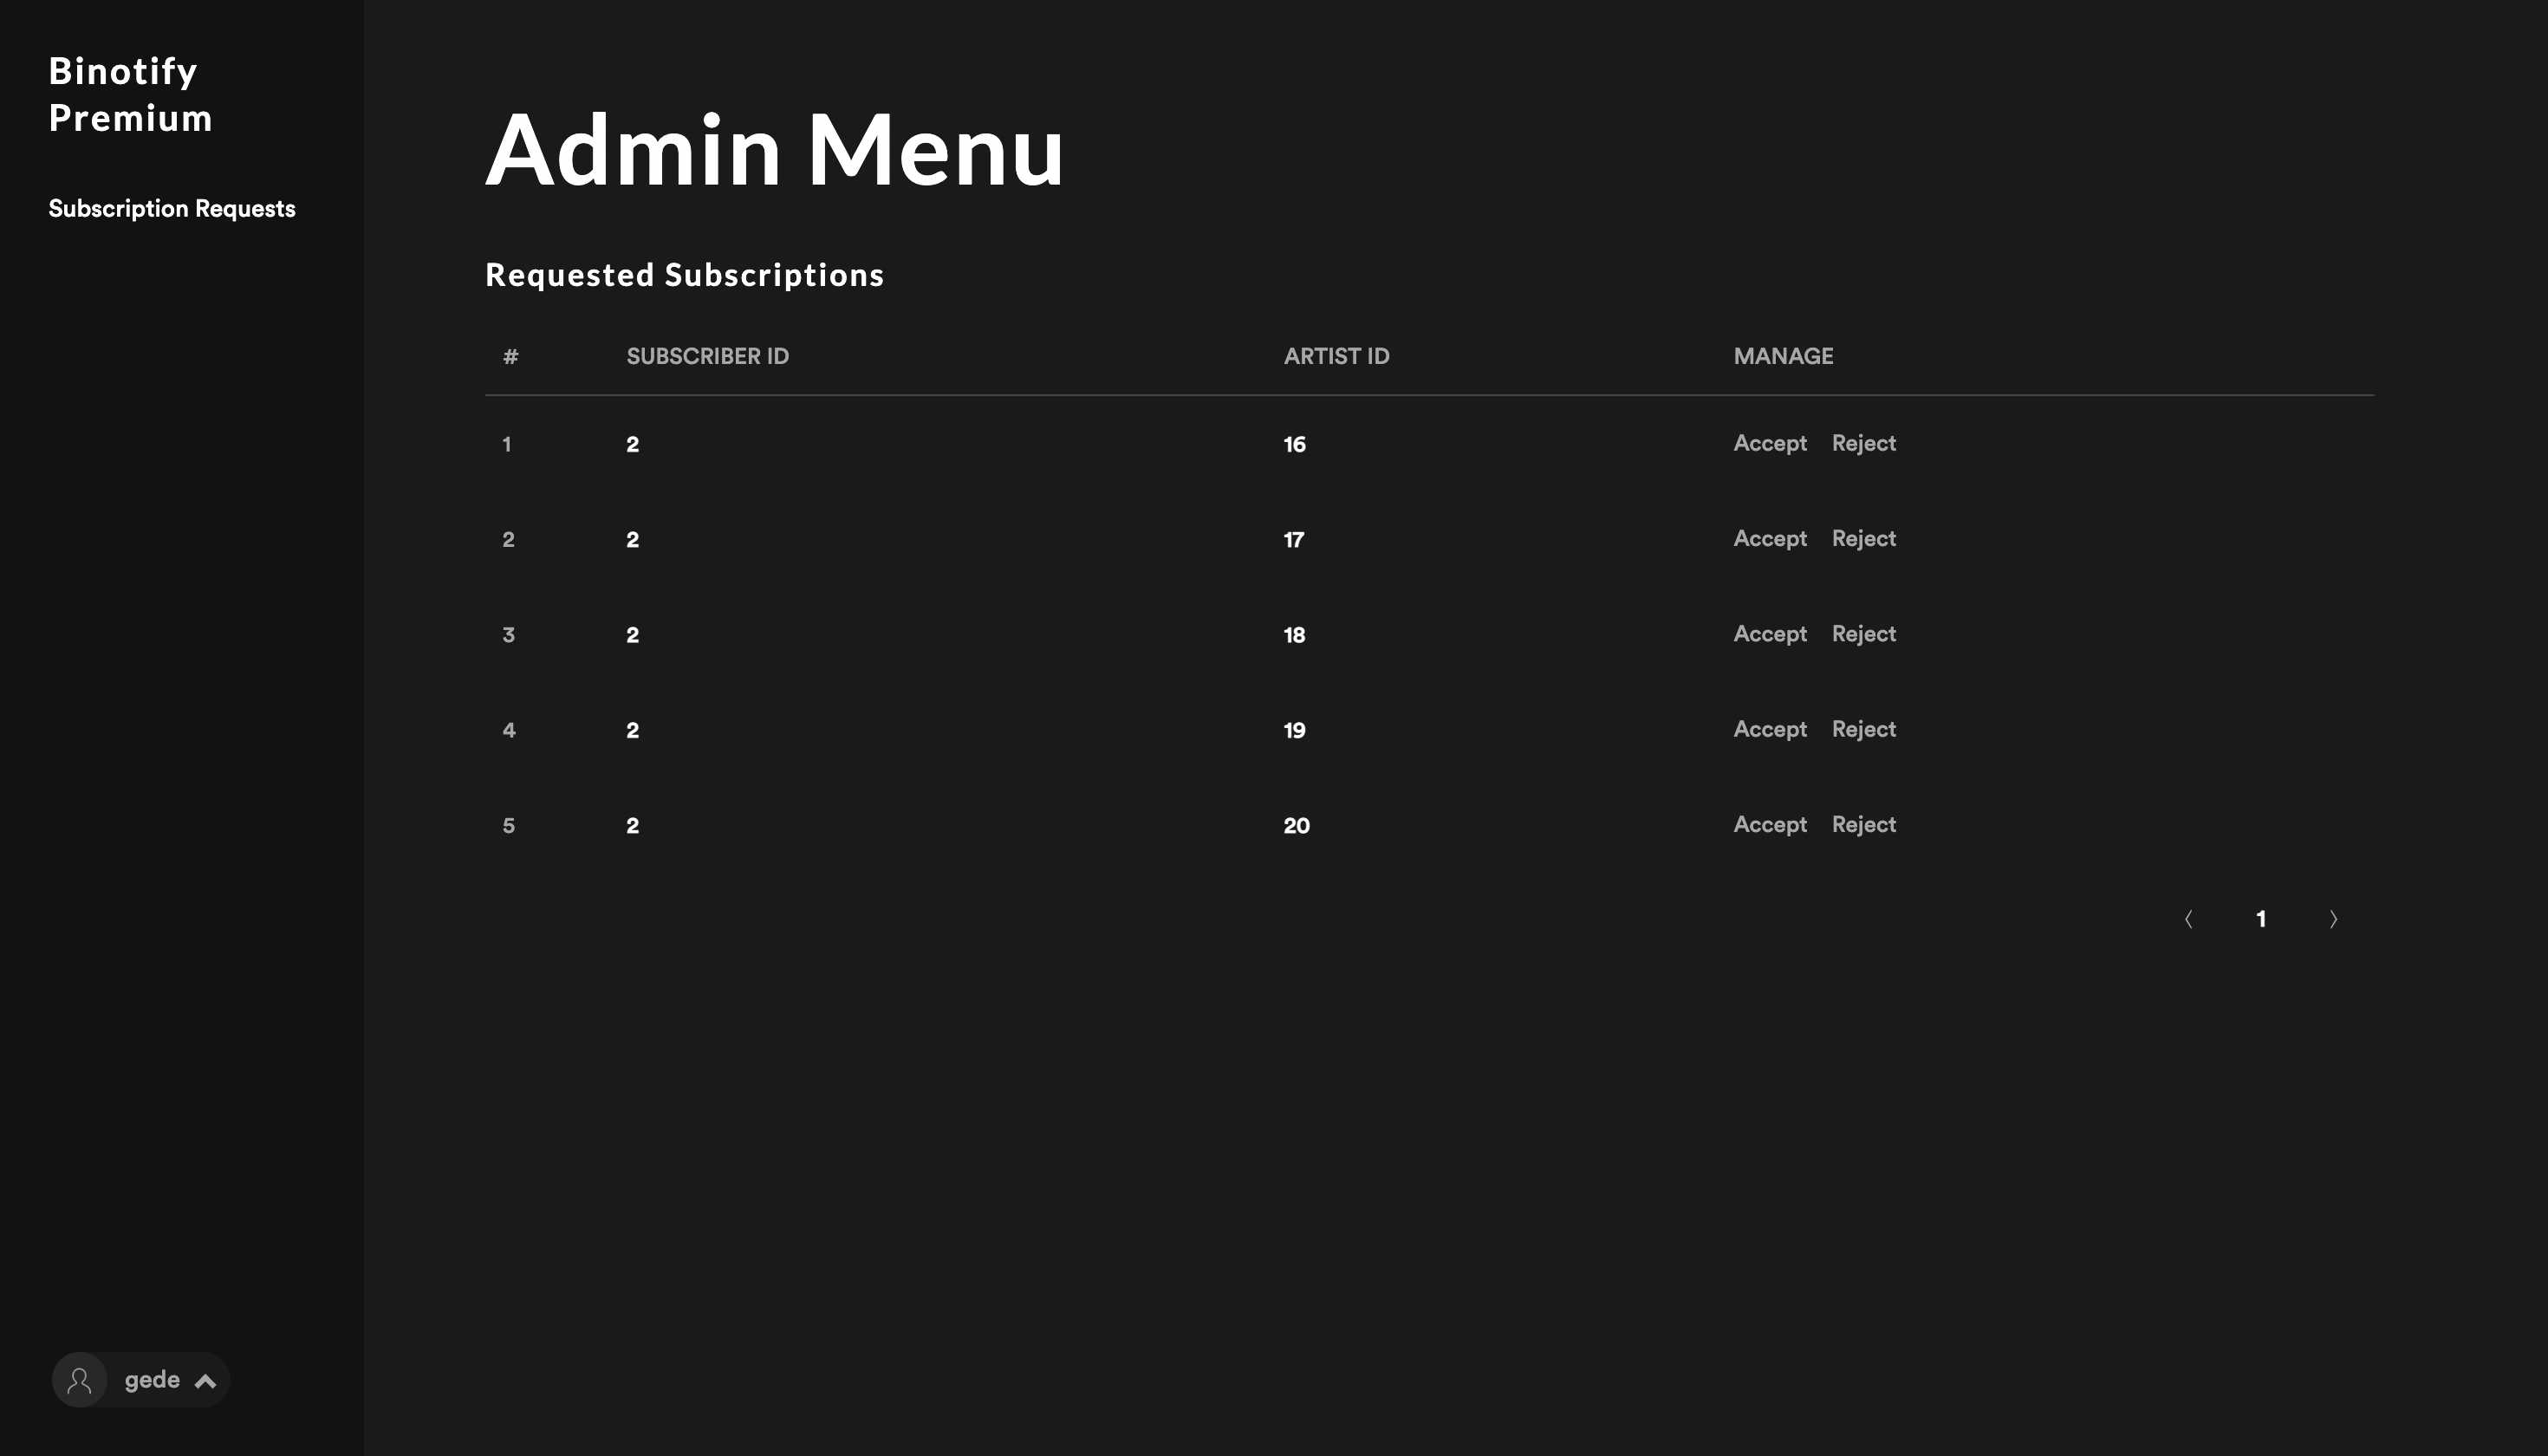 Binotify
Premium
Subscription Requests
Admin Menu
Requested Subscriptions
# SUBSCRIBER ID ARTIST ID MANAGE
1 2 16 Accept Reject
2 2 17 Accept Reject
3 2 18 Accept Reject
4 2 19 Accept Reject
5 2 20 Accept Reject
1
gede